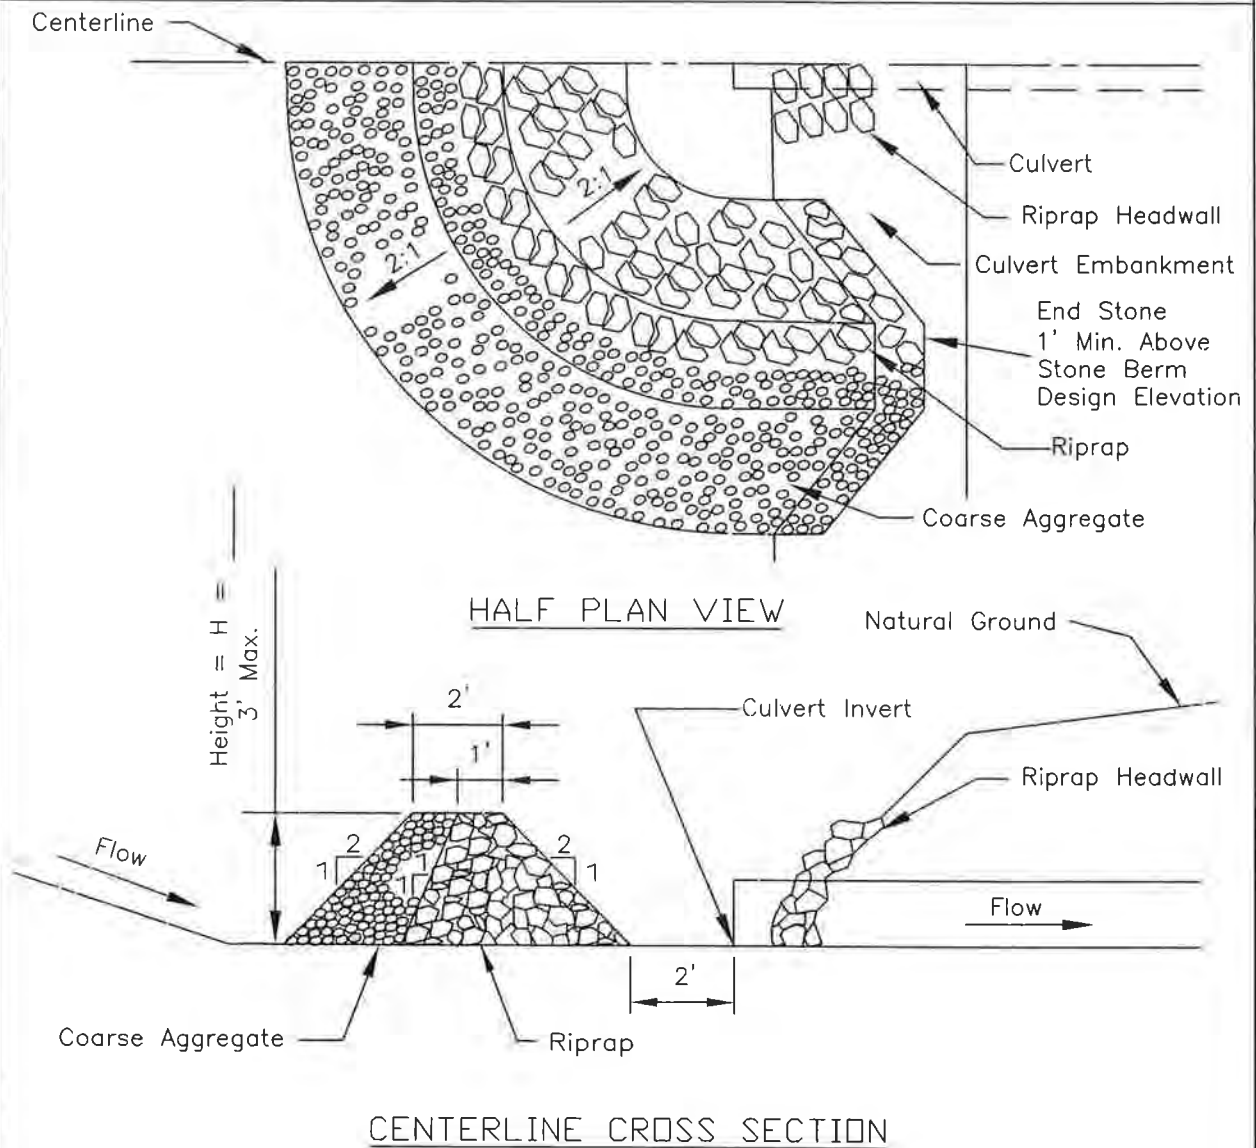 Centerline
2:1
2:1
Culvert
Riprap Headwall
Culvert Embankment
End Stone
1' Min. Above
Stone Berm
Design Elevation
Riprap
Coarse Aggregate
HALF PLAN VIEW
Height = H =
3' Max.
Natural Ground
2'
1'
Culvert Invert
Riprap Headwall
Flow
2
1
1
1
2
1
Flow
2'
Coarse Aggregate
Riprap
CENTERLINE CROSS SECTION